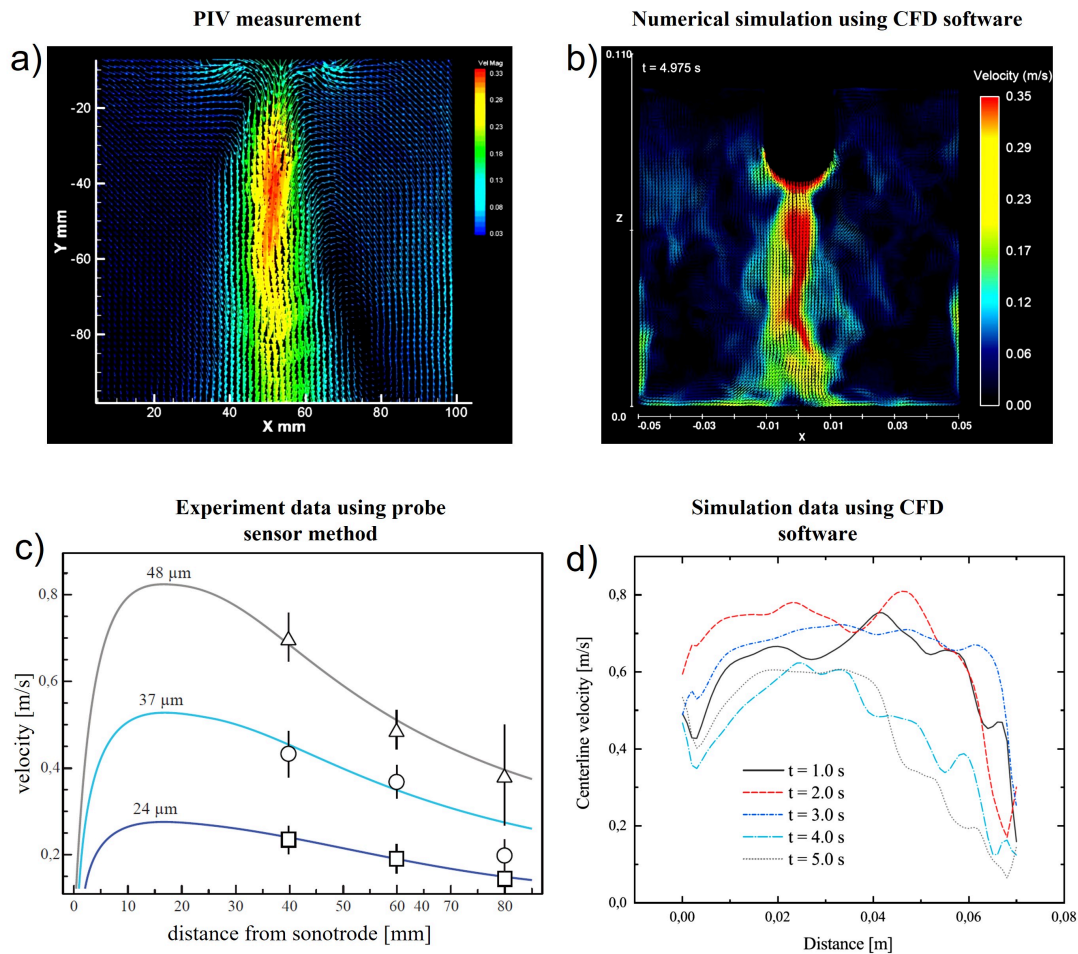 PIV measurement
Numerical simulation using CFD software
a)
Vel Mag
0.33
0.28
0.23
0.18
0.13
0.08
0.03
-20
-40
-60
-80
Y mm
20
40
60
80
100
X mm
b)
0.110
t = 4.975 s
Velocity (m/s)
0.35
0.29
0.23
0.17
0.12
0.06
0.00
Z
0.0
-0.05
-0.03
-0.01
0.01
0.03
0.05
X
Experiment data using probe
sensor method
c)
48 µm
37 µm
24 µm
0,8
0,6
0,4
0,2
velocity [m/s]
0
10
20
30
40
50
60
40
80
distance from sonotrode [mm]
Simulation data using CFD
software
d)
0,8
0,6
0,4
0,2
0,0
Centerline velocity [m/s]
t = 1.0 s
t = 2.0 s
t = 3.0 s
t = 4.0 s
t = 5.0 s
0,00
0,02
0,04
0,06
0,08
Distance [m]